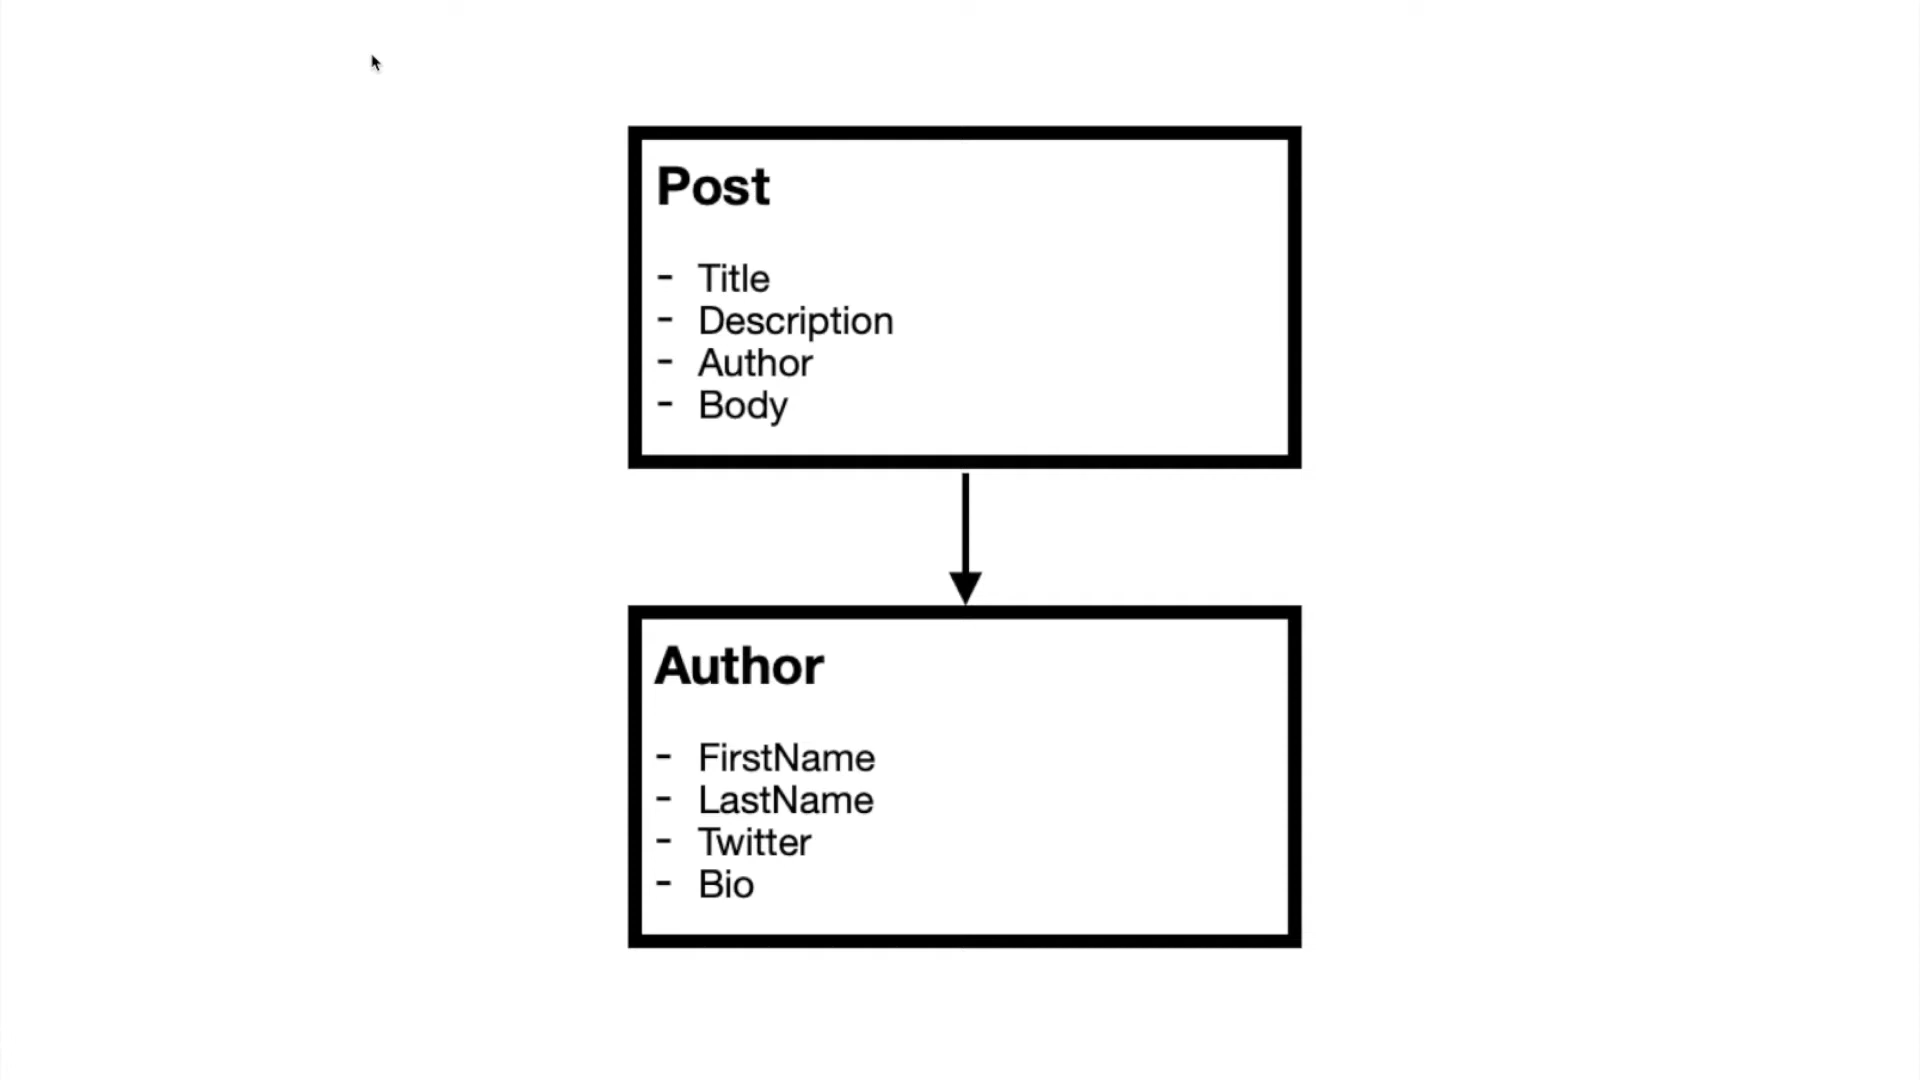 Post
- Title
- Description
- Author
- Body
Author
- FirstName
- LastName
- Twitter
- Bio